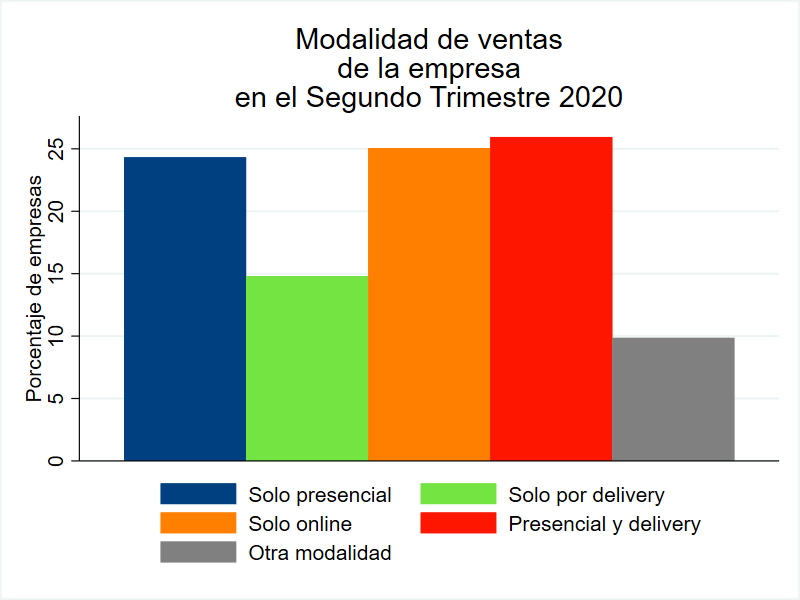 Modalidad de ventas
de la empresa
en el Segundo Trimestre 2020
Porcentaje de empresas
25
20
15
10
5
0
Solo presencial
Solo por delivery
Solo online
Presencial y delivery
Otra modalidad